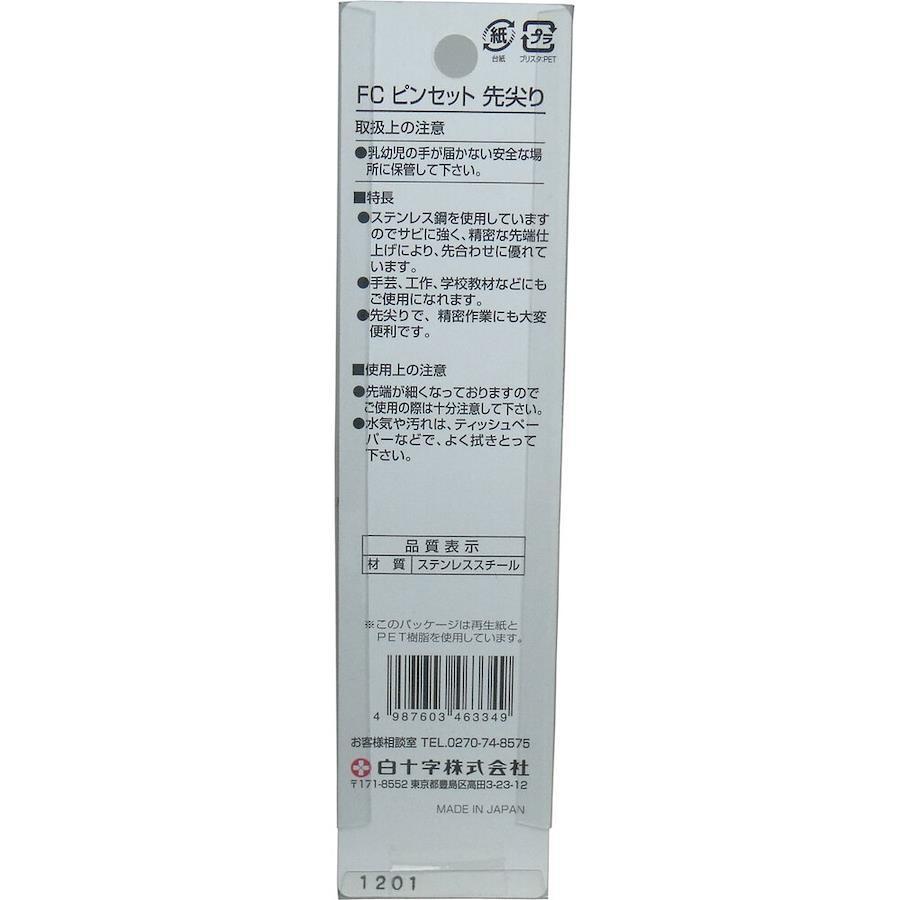 紙
プラ
台紙
ブリスタ:PET
FC ピンセット 先尖り
取扱上の注意
●乳幼児の手が届かない安全な場
所に保管して下さい。
■特長
●ステンレス鋼を使用しています
のでサビに強く、精密な先端仕
上げにより、先合わせに優れて
います。
●手芸、工作、学校教材などにも
ご使用になれます。
●先尖りで、精密作業にも大変
便利です。
■使用上の注意
●先端が細くなっておりますので
ご使用の際は十分注意して下さい。
●水気や汚れは、ティッシュペー
パーなどで、よく拭きとって
下さい。
品質表示
材 質 ステンレススチール
※このパッケージは再生紙と
PET樹脂を使用しています。
4 987603 463349
お客様相談室 TEL.0270-74-8575
白十字株式会社
〒171-8552 東京都豊島区高田3-23-12
MADE IN JAPAN
1201